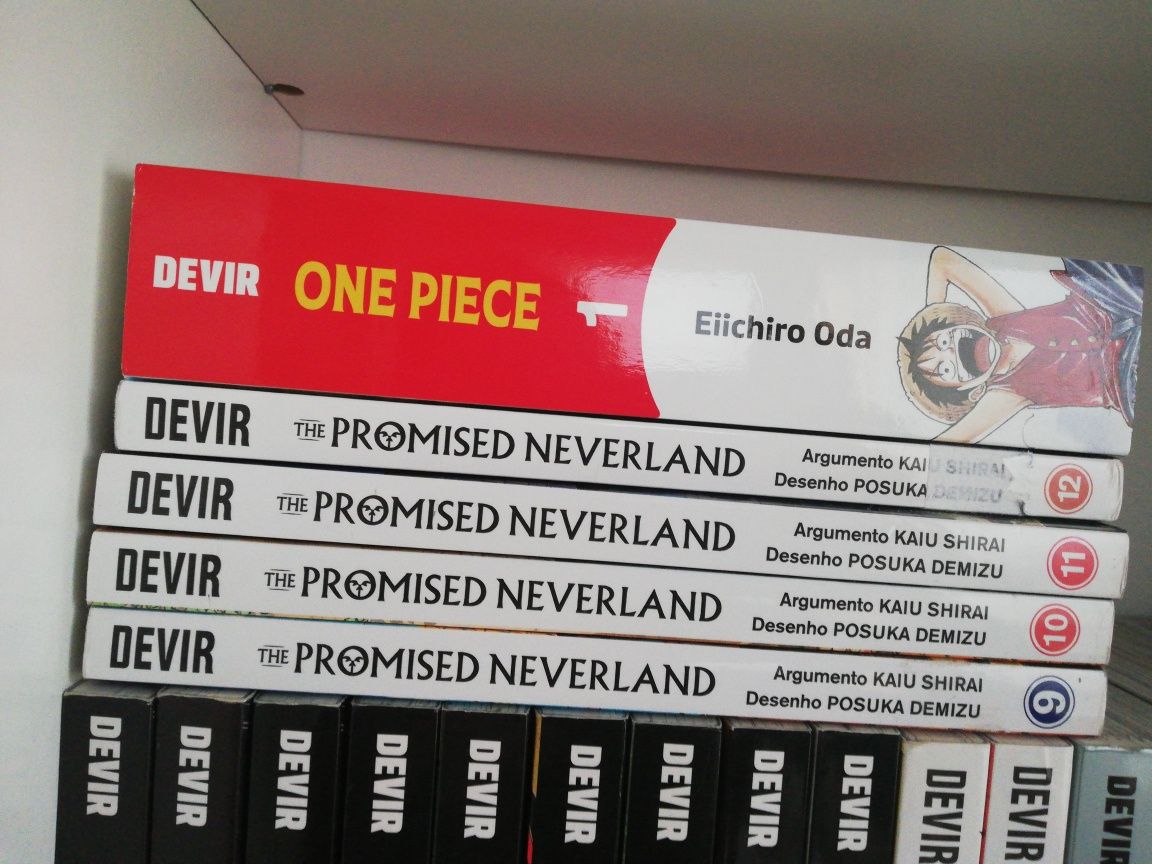 DEVIR ONE PIECE 1 Eiichiro Oda
DEVIR THE PROMISED NEVERLAND Argumento KAIU SHIRAI
Desenho POSUKA DEMIZU 12
DEVIR THE PROMISED NEVERLAND Argumento KAIU SHIRAI
Desenho POSUKA DEMIZU 11
DEVIR THE PROMISED NEVERLAND Argumento KAIU SHIRAI
Desenho POSUKA DEMIZU 10
DEVIR THE PROMISED NEVERLAND Argumento KAIU SHIRAI
Desenho POSUKA DEMIZU 9
DEVIR
DEVIR
DEVIR
DEVIR
DEVIR
DEVIR
DEVIR
DEVIR
DEVIR
DEVIR
DEVIR
DEVIR